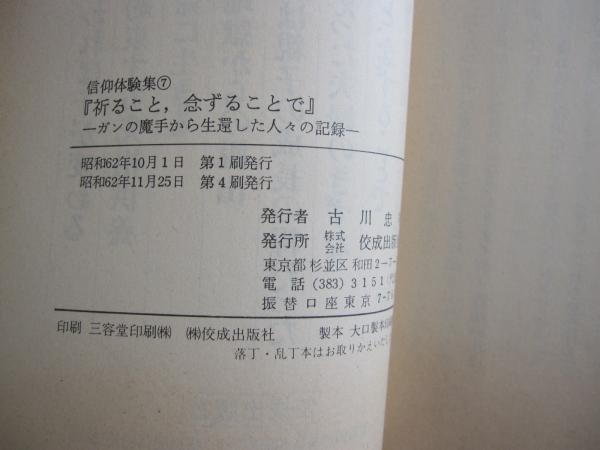 信仰体験集⑦
『祈ること，念ずることで』
―ガンの魔手から生還した人々の記録―
昭和62年10月1日 第1刷発行
昭和62年11月25日 第4刷発行
発行者 古川忠
発行所 株式会社 佼成出版
東京都杉並区和田2－7－
電話 (383) 3151
振替口座東京7－7
印刷 三容堂印刷㈱ ㈱佼成出版社 製本 大口製本
落丁・乱丁本はお取りかえいたし